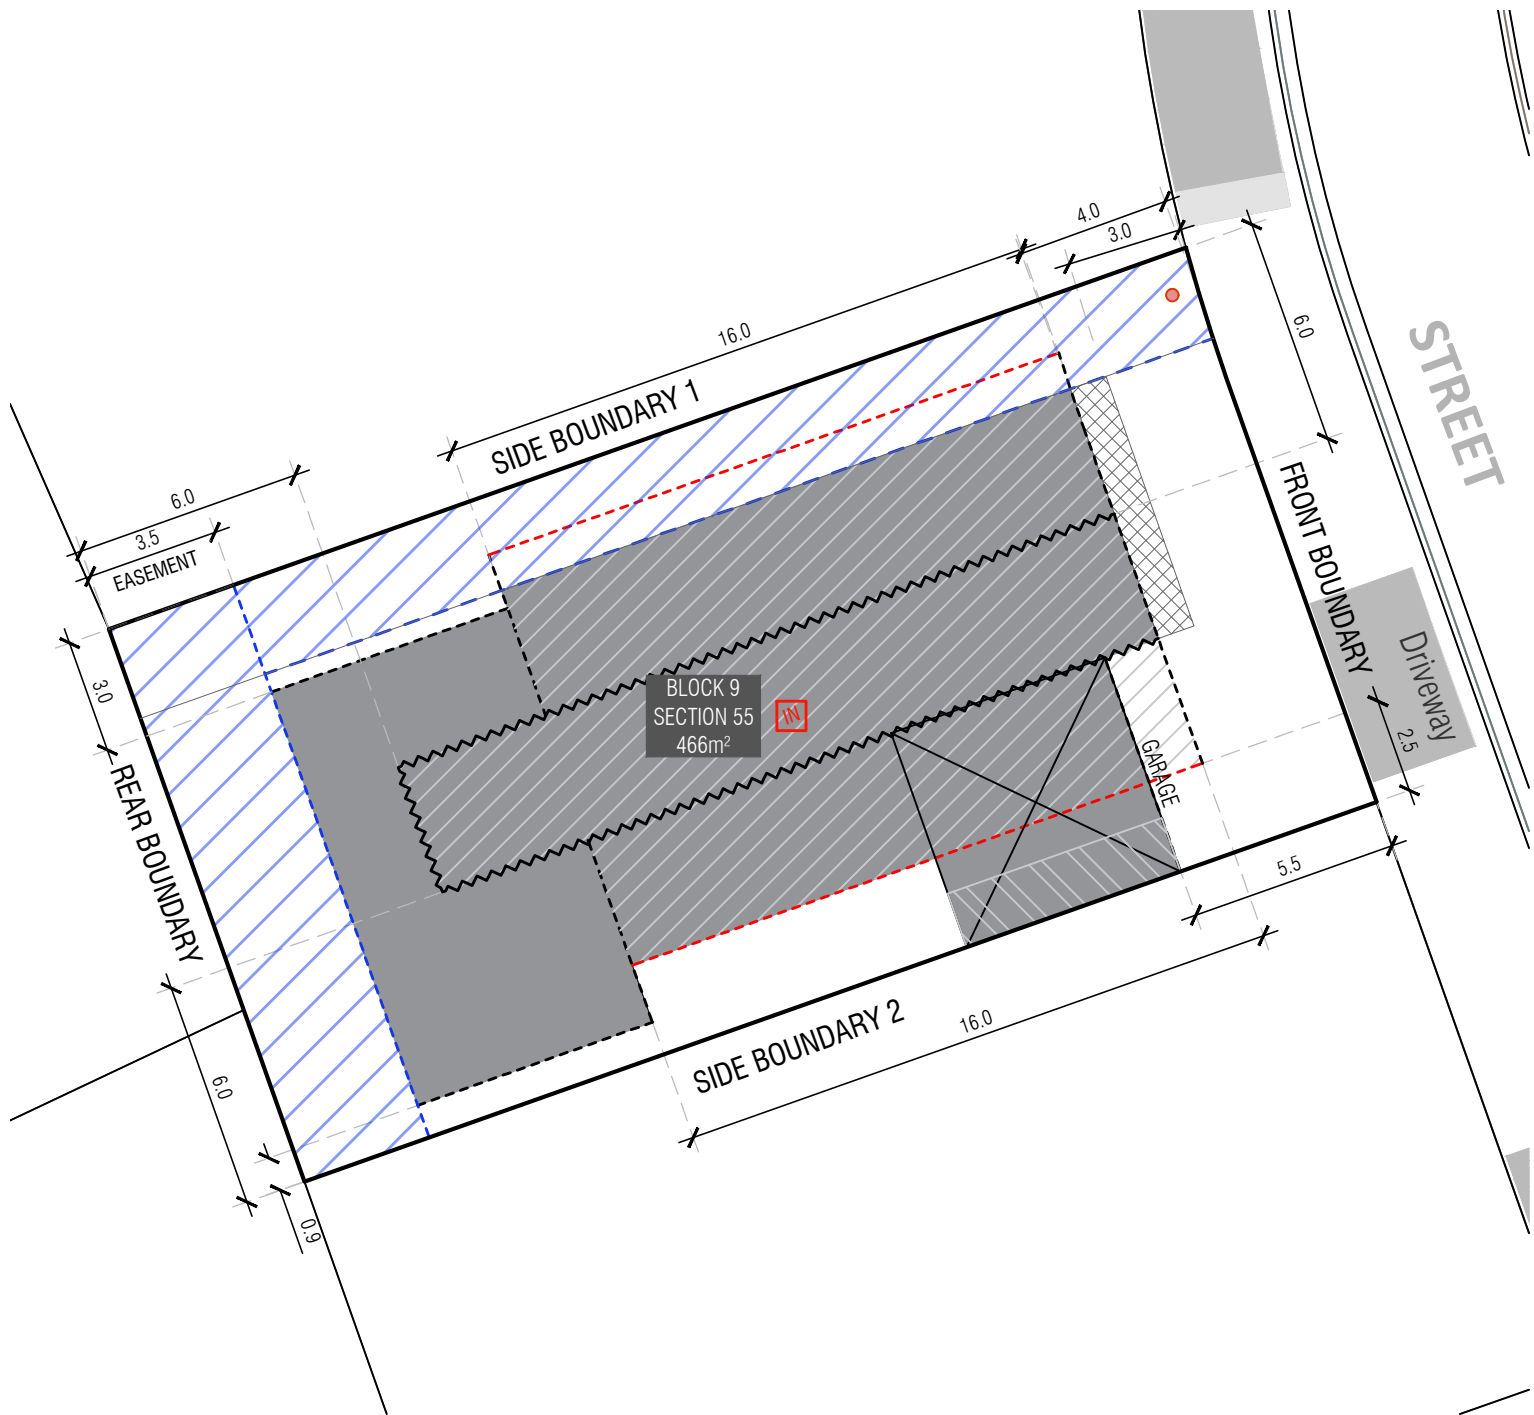 4.0
3.0
16.0
6.0
STREET
SIDE BOUNDARY 1
6.0
3.5
EASEMENT
FRONT BOUNDARY
Driveway
3.0
BLOCK 9
SECTION 55
466m²
IN
2.5
GARAGE
REAR BOUNDARY
5.5
SIDE BOUNDARY 2
16.0
6.0
0.9